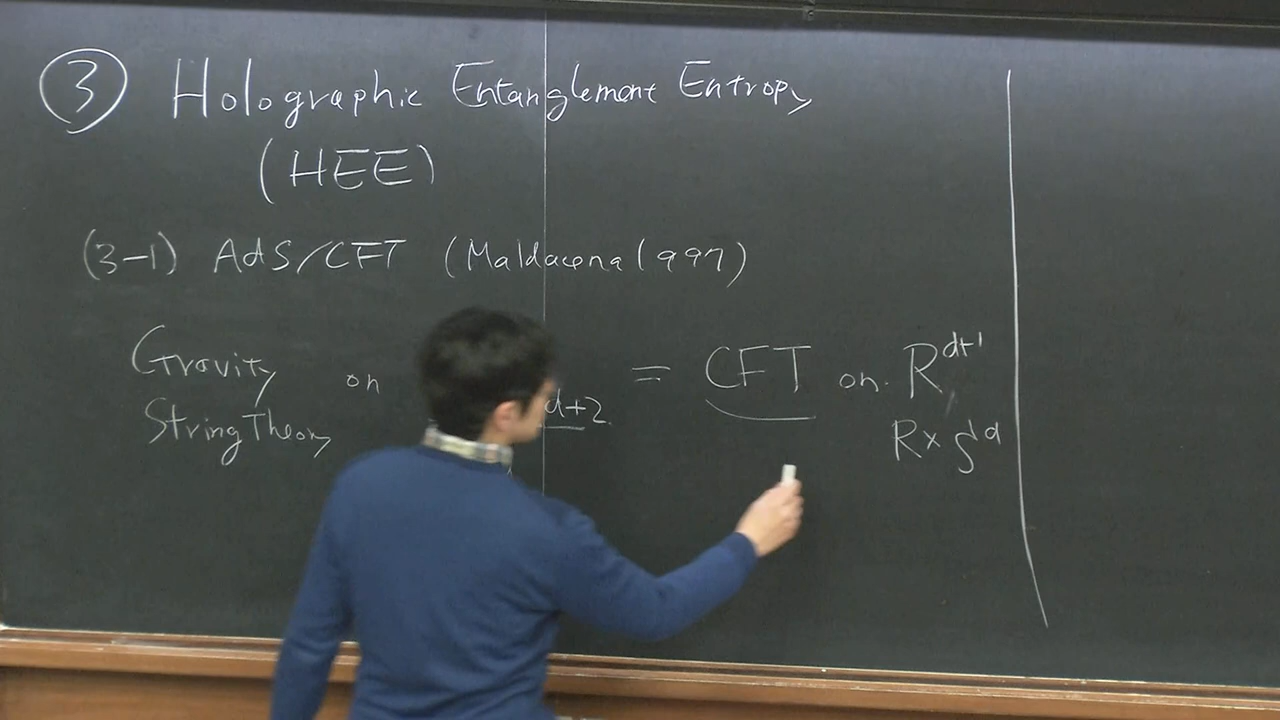 ③ Holographic Entanglement Entropy
(HEE)
(3-1) AdS/CFT (Maldacena 1997)
Gravity on d+2 = CFT on R^{d+1}
String Theory R×S^d